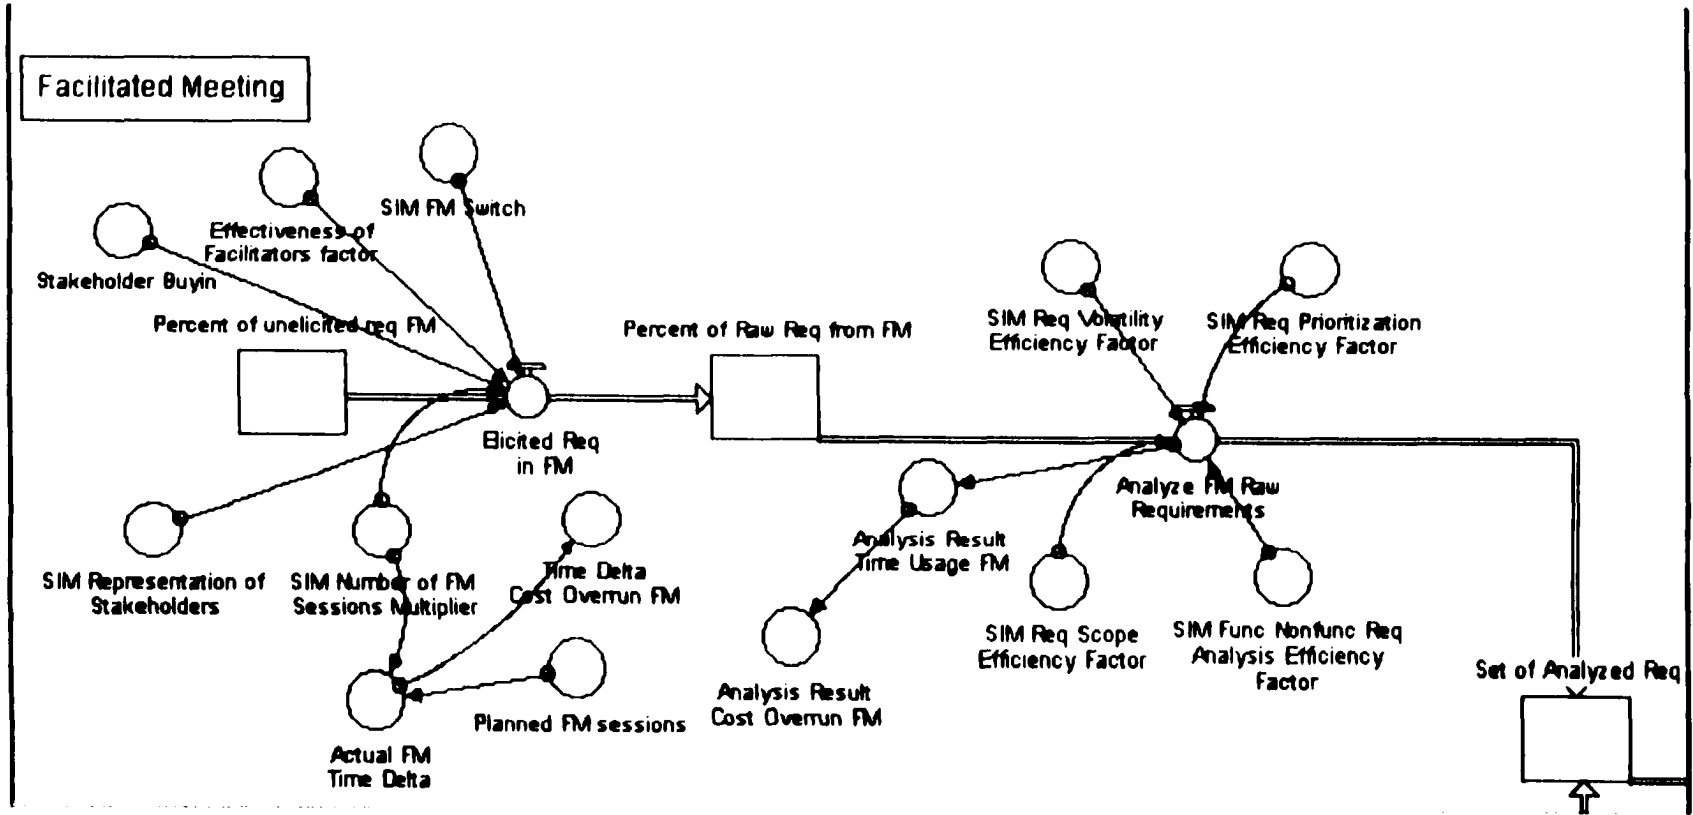 Facilitated Meeting
SIM FM Switch
Effectiveness of
Facilitators factor
Stakeholder Buyin
Percent of unelicited req FM
Percent of Raw Req from FM
SIM Req Volatility
Efficiency Factor
SIM Req Prioritization
Efficiency Factor
Elicited Req
in FM
Analyze FM Raw
Requirements
Analysis Result
Time Usage FM
SIM Representation of
Stakeholders
SIM Number of FM
Sessions Multiplier
Time Delta
Cost Overrun FM
SIM Req Scope
Efficiency Factor
SIM Func Nonfunc Req
Analysis Efficiency
Factor
Set of Analyzed Req
Analysis Result
Cost Overrun FM
Planned FM sessions
Actual FM
Time Delta